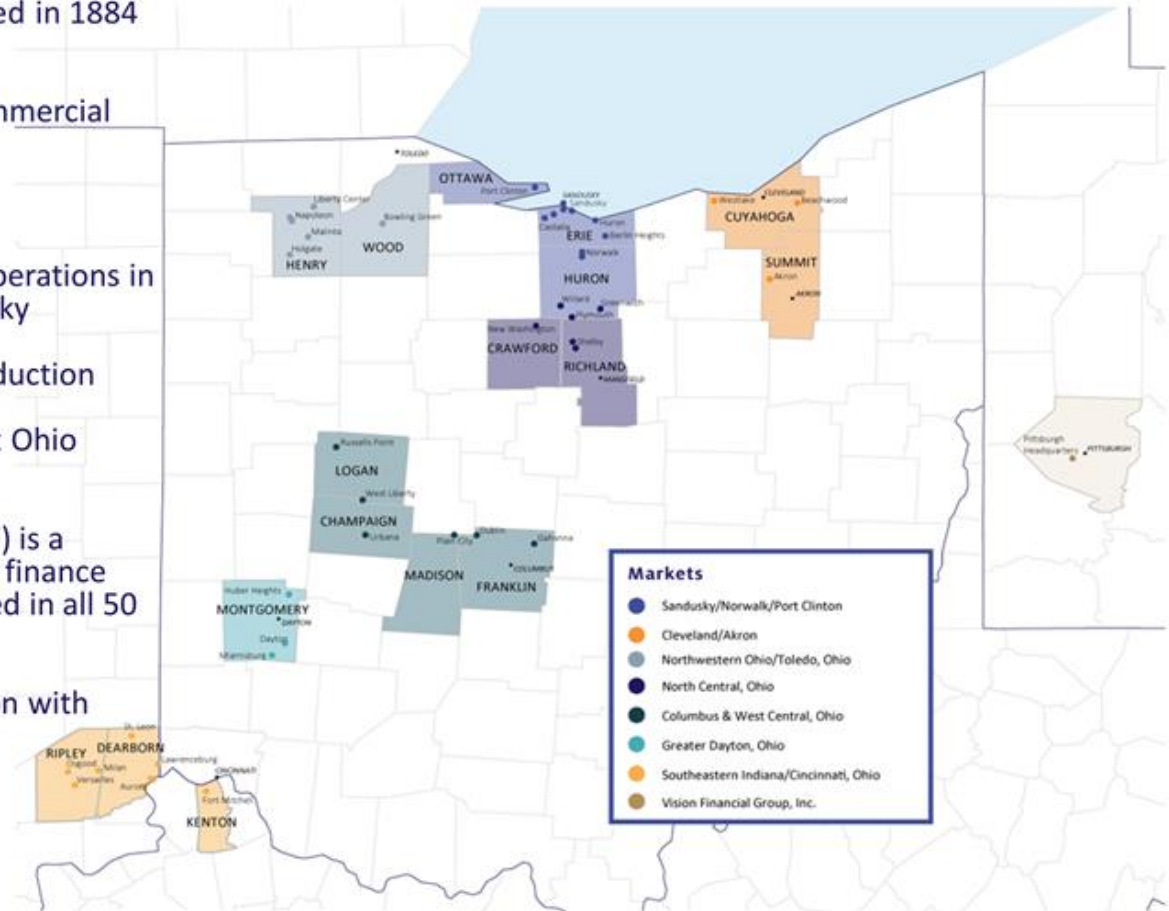 ed in 1884
mmercial
perations in
ky
duction
t Ohio
) is a
finance
ed in all 50
n with
TOLEDO
OTTAWA
Port Clinton
SANDUSKY
Sandusky
Castalia
Huron
ERIE
Berlin Heights
Norwalk
HURON
Willard
Greenwich
Plymouth
Liberty Center
Napoleon
Malinta
Holgate
HENRY
Bowling Green
WOOD
CLEVELAND
Westlake
Beachwood
CUYAHOGA
SUMMIT
Akron
AKRON
New Washington
CRAWFORD
Shelby
RICHLAND
MANSFIELD
Pittsburgh
Headquarters
PITTSBURGH
Russells Point
LOGAN
West Liberty
CHAMPAIGN
Urbana
Plain City
Dublin
Gahanna
COLUMBUS
MADISON
FRANKLIN
Huber Heights
MONTGOMERY
DAYTON
Dayton
Miamisburg
St. Leon
RIPLEY
DEARBORN
Osgood
Milan
Versailles
Aurora
Lawrenceburg
CINCINNATI
Fort Mitchell
KENTON
Markets
Sandusky/Norwalk/Port Clinton
Cleveland/Akron
Northwestern Ohio/Toledo, Ohio
North Central, Ohio
Columbus & West Central, Ohio
Greater Dayton, Ohio
Southeastern Indiana/Cincinnati, Ohio
Vision Financial Group, Inc.